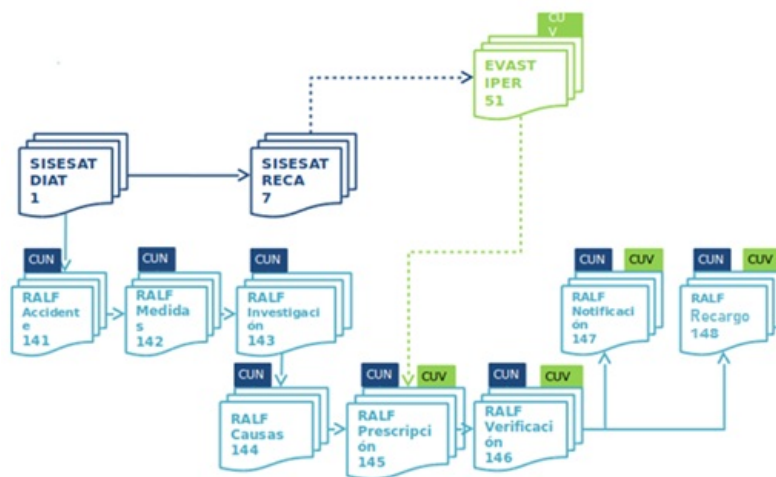 CU
V
EVAST
IPER
51
SISESAT
DIAT
1
SISESAT
RECA
7
CUN
RALF
Accident
e
141
CUN
RALF
Medida
s
142
CUN
RALF
Investigac
ión
143
CUN
RALF
Causas
144
CUN
CUV
RALF
Prescripci
ón
145
CUN
CUV
RALF
Verificaci
ón
146
CUN
CUV
RALF
Notificaci
ón
147
CUN
CUV
RALF
Recargo
148